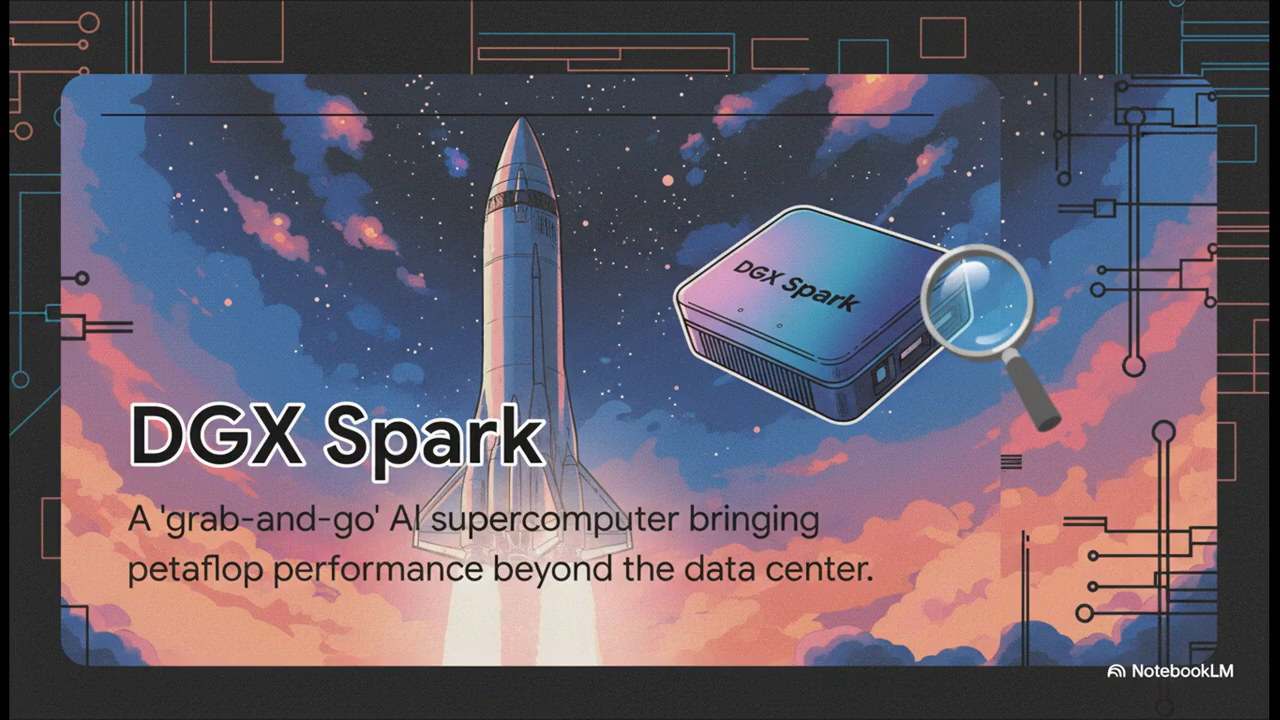 DGX Spark
DGX Spark
A 'grab-and-go' AI supercomputer bringing
petaflop performance beyond the data center.
NotebookLM